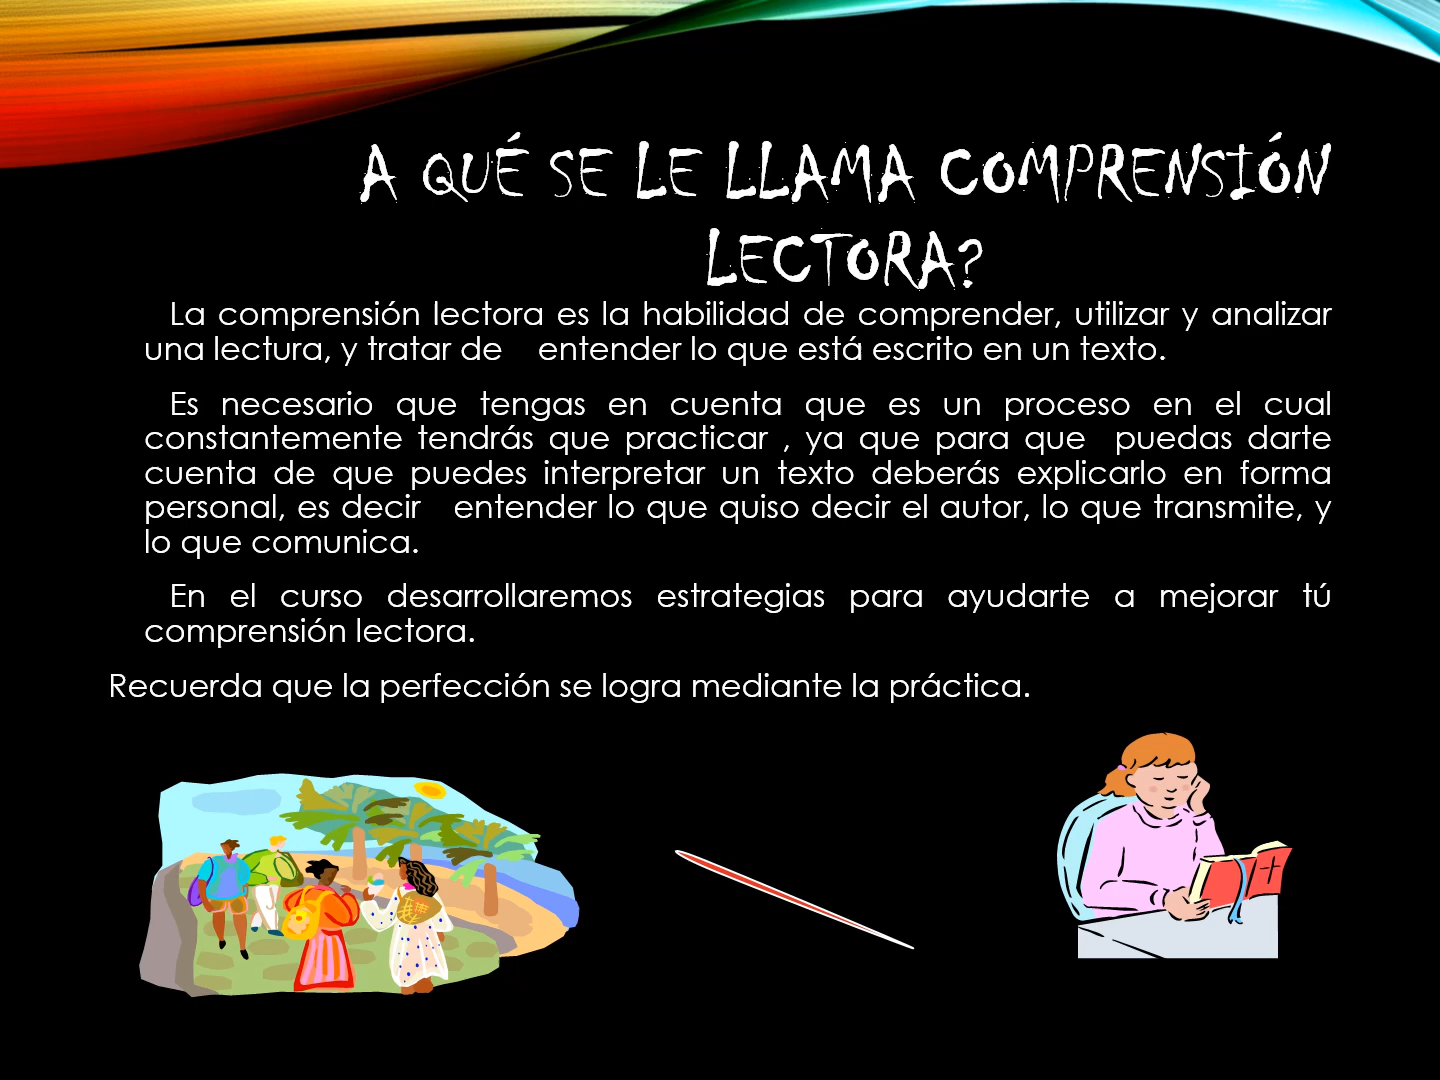 A QUÉ SE LE LLAMA COMPRENSIÓN
LECTORA?
La comprensión lectora es la habilidad de comprender, utilizar y analizar
una lectura, y tratar de entender lo que está escrito en un texto.
Es necesario que tengas en cuenta que es un proceso en el cual
constantemente tendrás que practicar , ya que para que puedas darte
cuenta de que puedes interpretar un texto deberás explicarlo en forma
personal, es decir entender lo que quiso decir el autor, lo que transmite, y
lo que comunica.
En el curso desarrollaremos estrategias para ayudarte a mejorar tú
comprensión lectora.
Recuerda que la perfección se logra mediante la práctica.